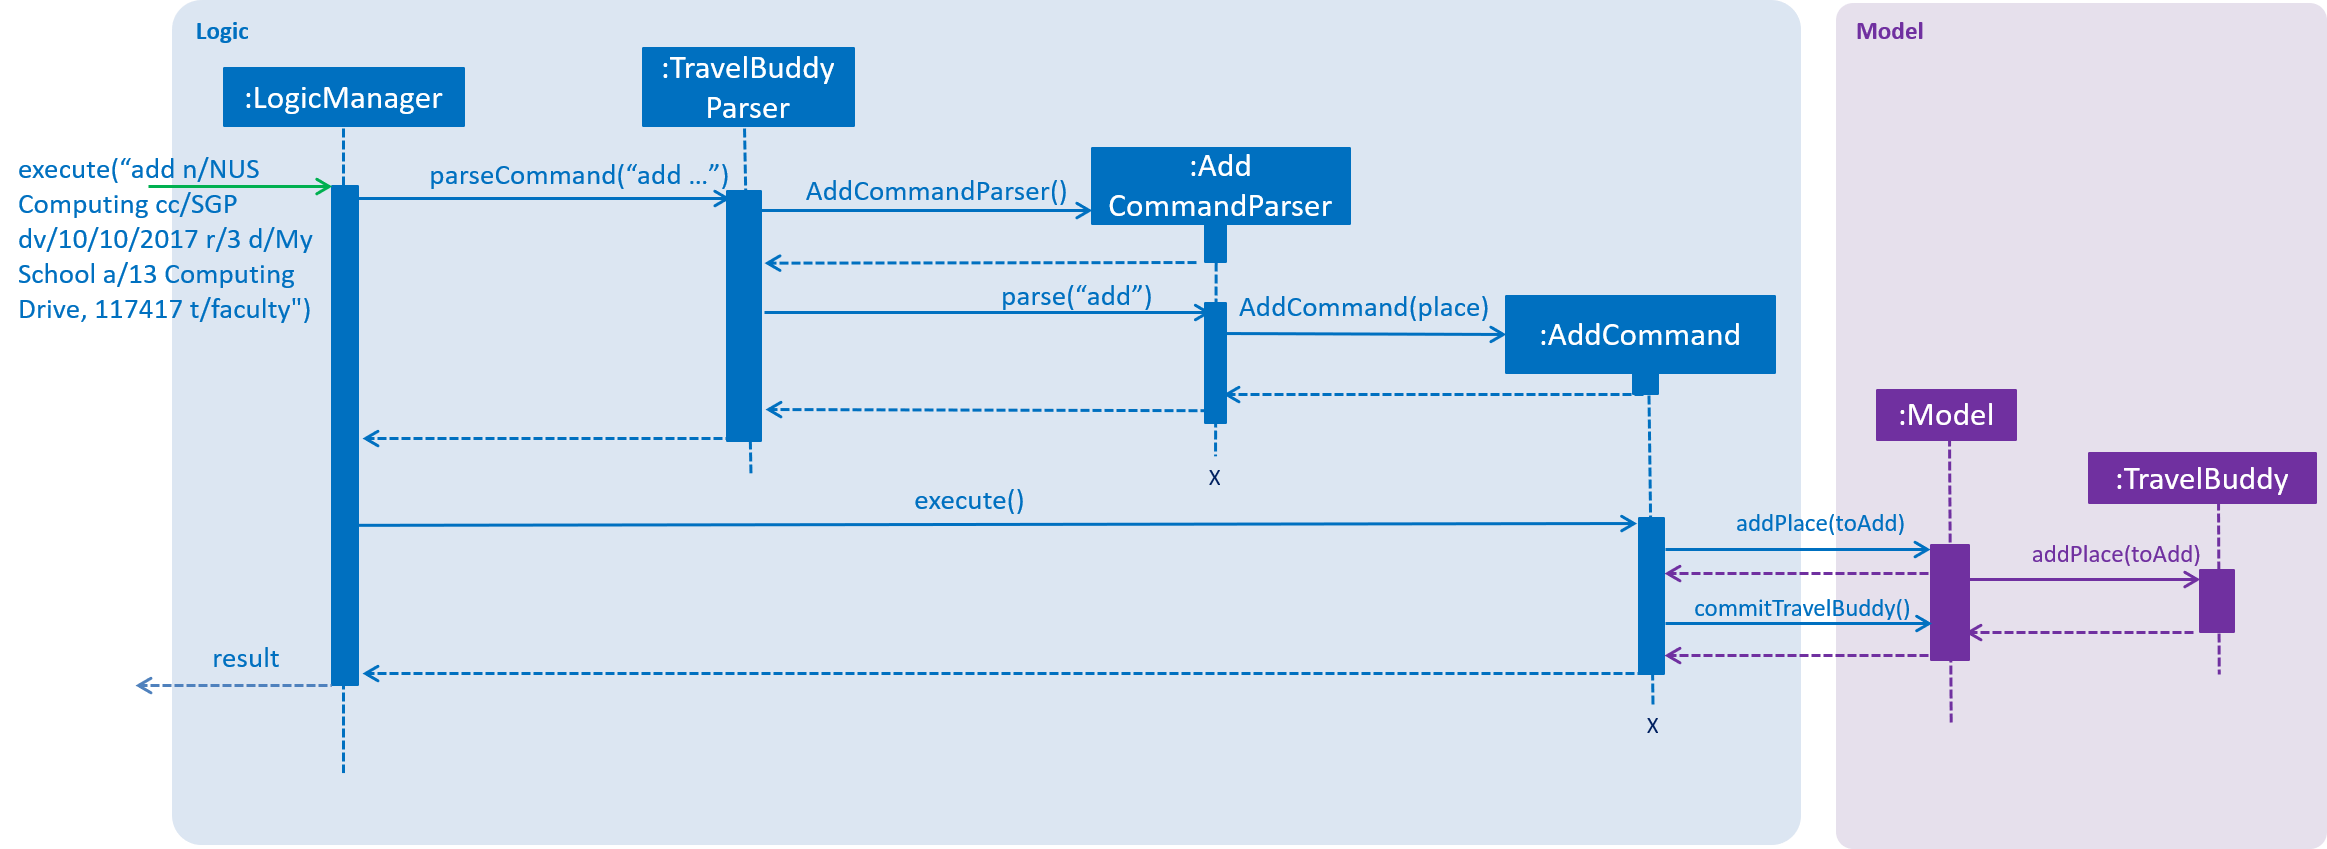 Logic
Model
:LogicManager
:TravelBuddy
Parser
:Add
CommandParser
:AddCommand
:Model
:TravelBuddy
execute(“add n/NUS
Computing cc/SGP
dv/10/10/2017 r/3 d/My
School a/13 Computing
Drive, 117417 t/faculty")
parseCommand(“add …”)
AddCommandParser()
parse(“add”)
AddCommand(place)
X
execute()
addPlace(toAdd)
addPlace(toAdd)
commitTravelBuddy()
result
X